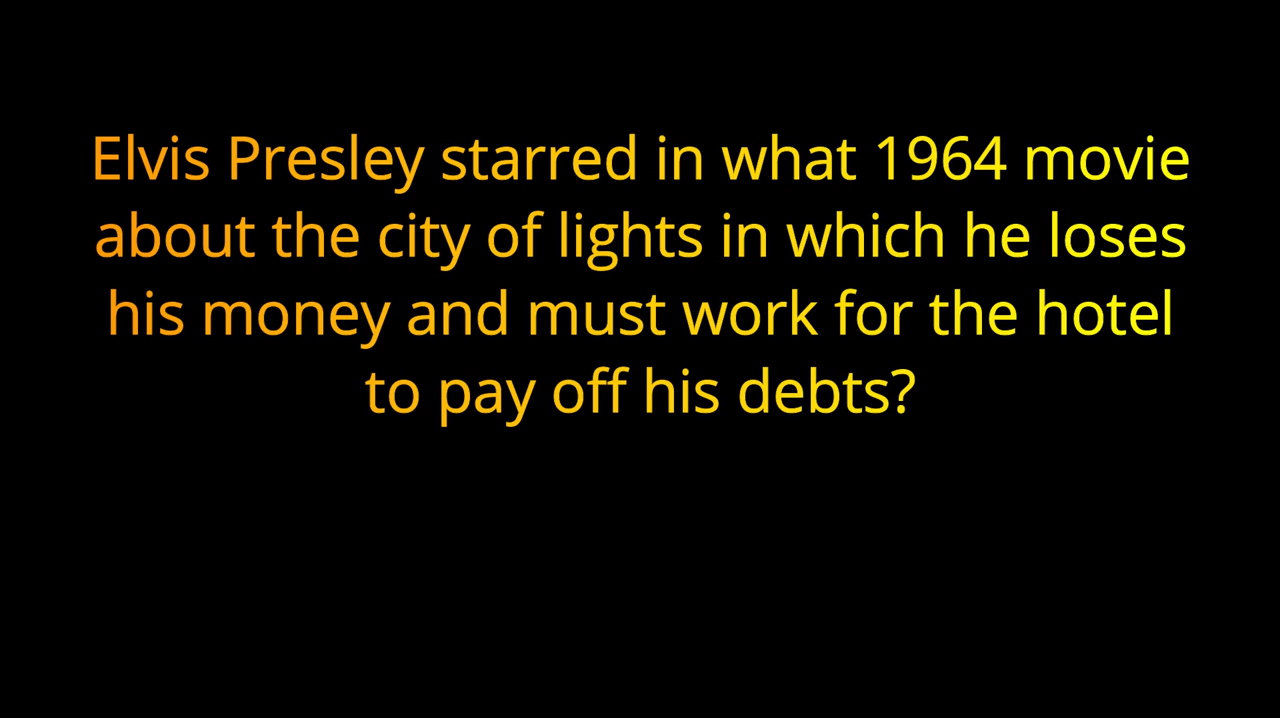 Elvis Presley starred in what 1964 movie
about the city of lights in which he loses
his money and must work for the hotel
to pay off his debts?